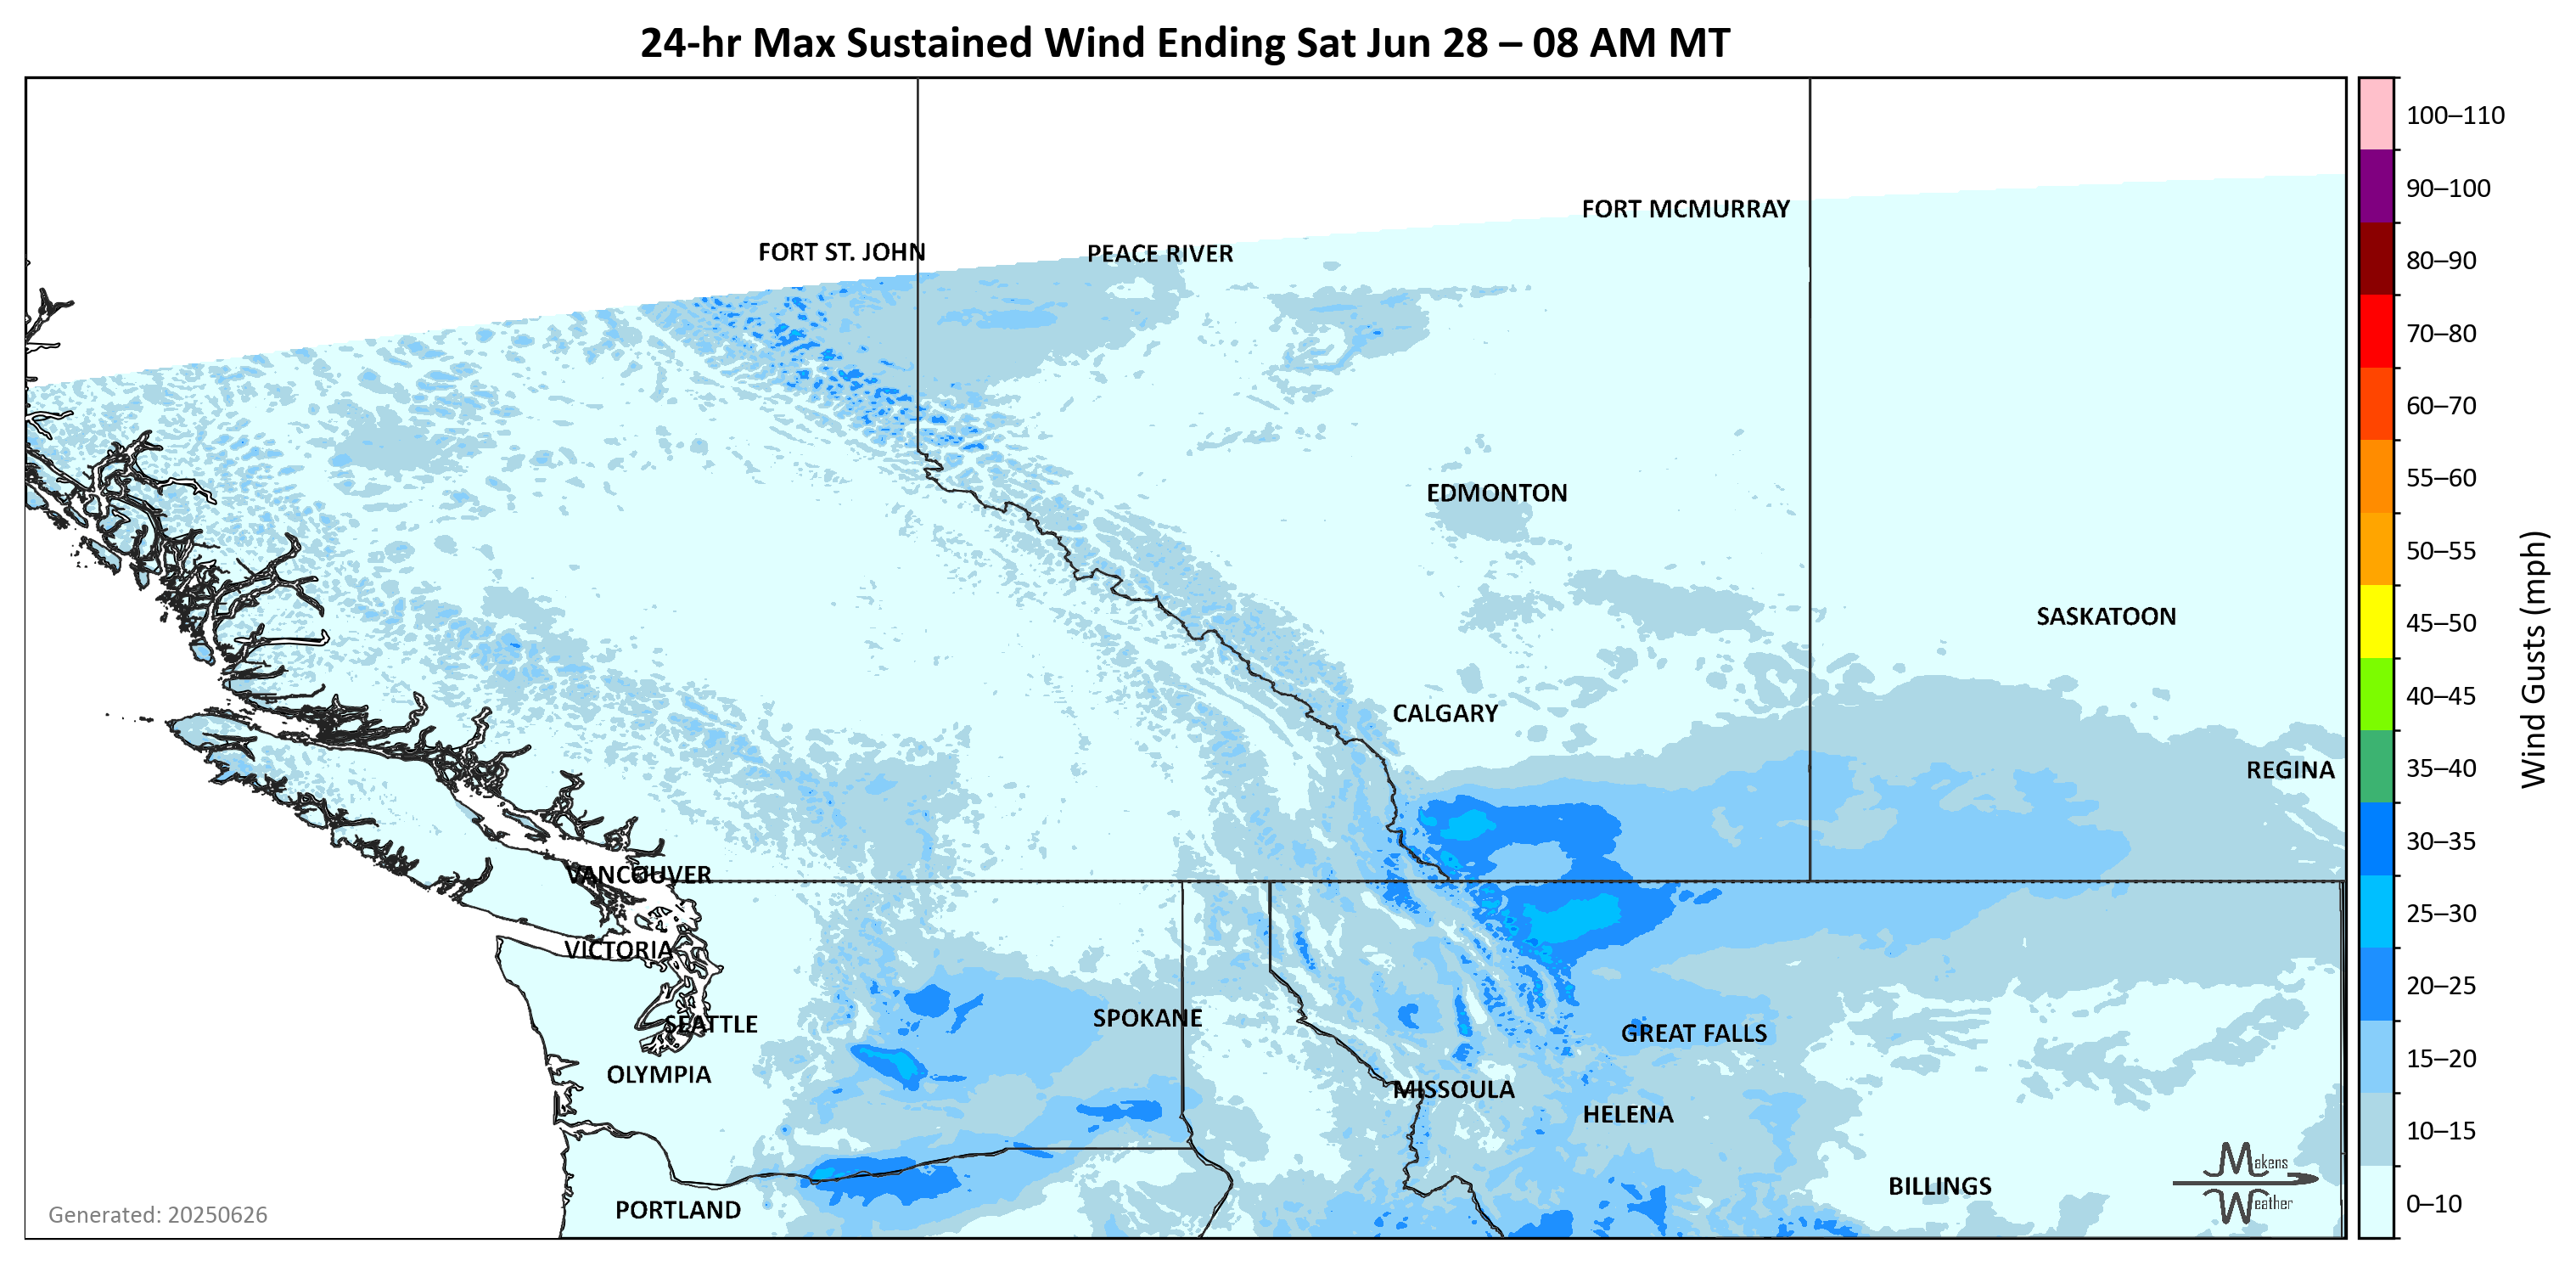 24-hr Max Sustained Wind Ending Sat Jun 28 – 08 AM MT
100–110
90–100
80–90
70–80
60–70
55–60
50–55
45–50
40–45
35–40
30–35
25–30
20–25
15–20
10–15
0–10
Wind Gusts (mph)
FORT MCMURRAY
FORT ST. JOHN
PEACE RIVER
EDMONTON
SASKATOON
CALGARY
REGINA
VANCOUVER
VICTORIA
SEATTLE
SPOKANE
GREAT FALLS
OLYMPIA
MISSOULA
HELENA
BILLINGS
PORTLAND
Makens
Weather
Generated: 20250626